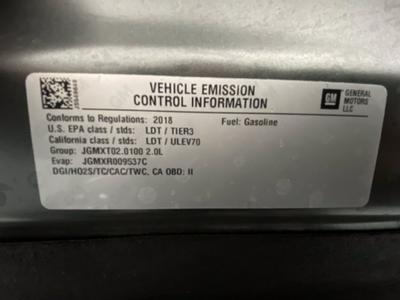 VEHICLE EMISSION
CONTROL INFORMATION
GM GENERAL
MOTORS
LLC
Conforms to Regulations: 2018 Fuel: Gasoline
U.S. EPA class / stds: LDT / TIER3
California class / stds: LDT / ULEV70
Group: JGMXT02.0100 2.0L
Evap: JGMXR009537C
DGI/HO2S/TC/CAC/TWC, CA OBD: II